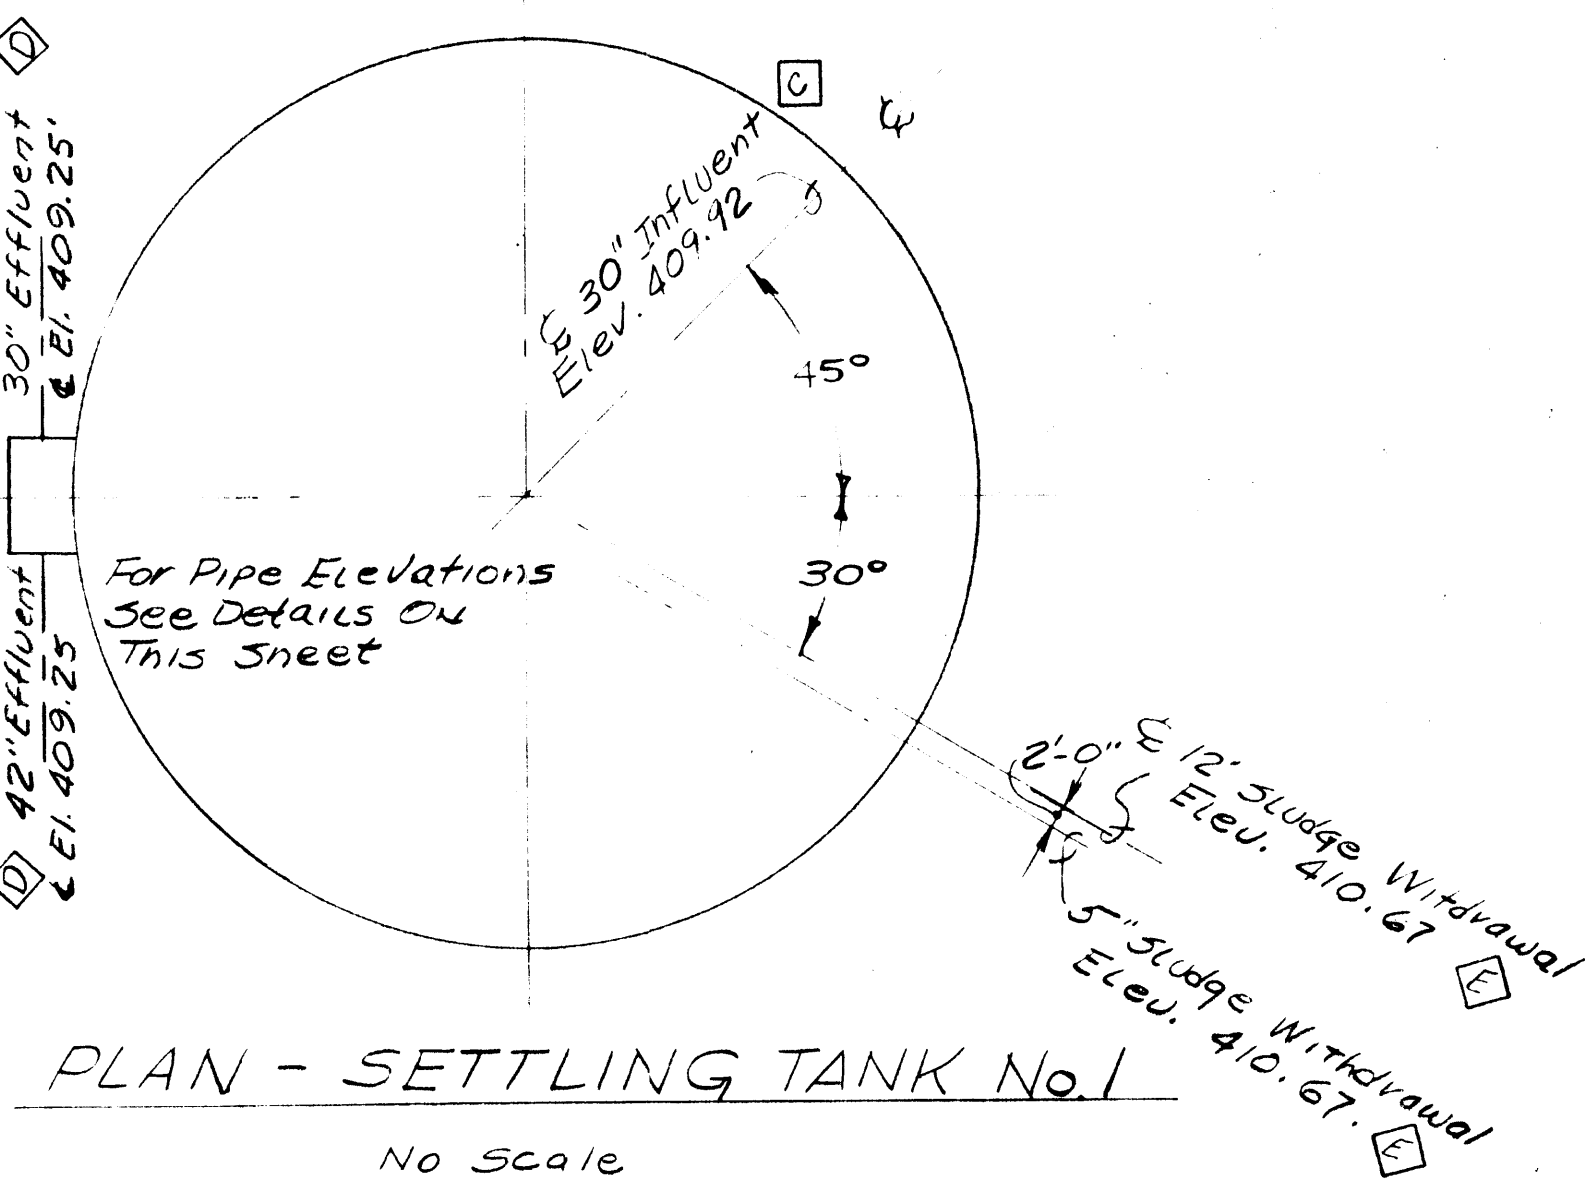 D
30" Effluent
℄ El. 409.25'
C
℄
℄ 30" Influent
Elev. 409.92
45°
30°
For Pipe Elevations
See Details On
This Sheet
D
42" Effluent
℄ El. 409.25
2'-0"
℄ 12" Sludge Witdrawal
Elev. 410.67
E
5" Sludge Withdrawal
Elev. 410.67.
E
PLAN - SETTLING TANK No. 1
No Scale